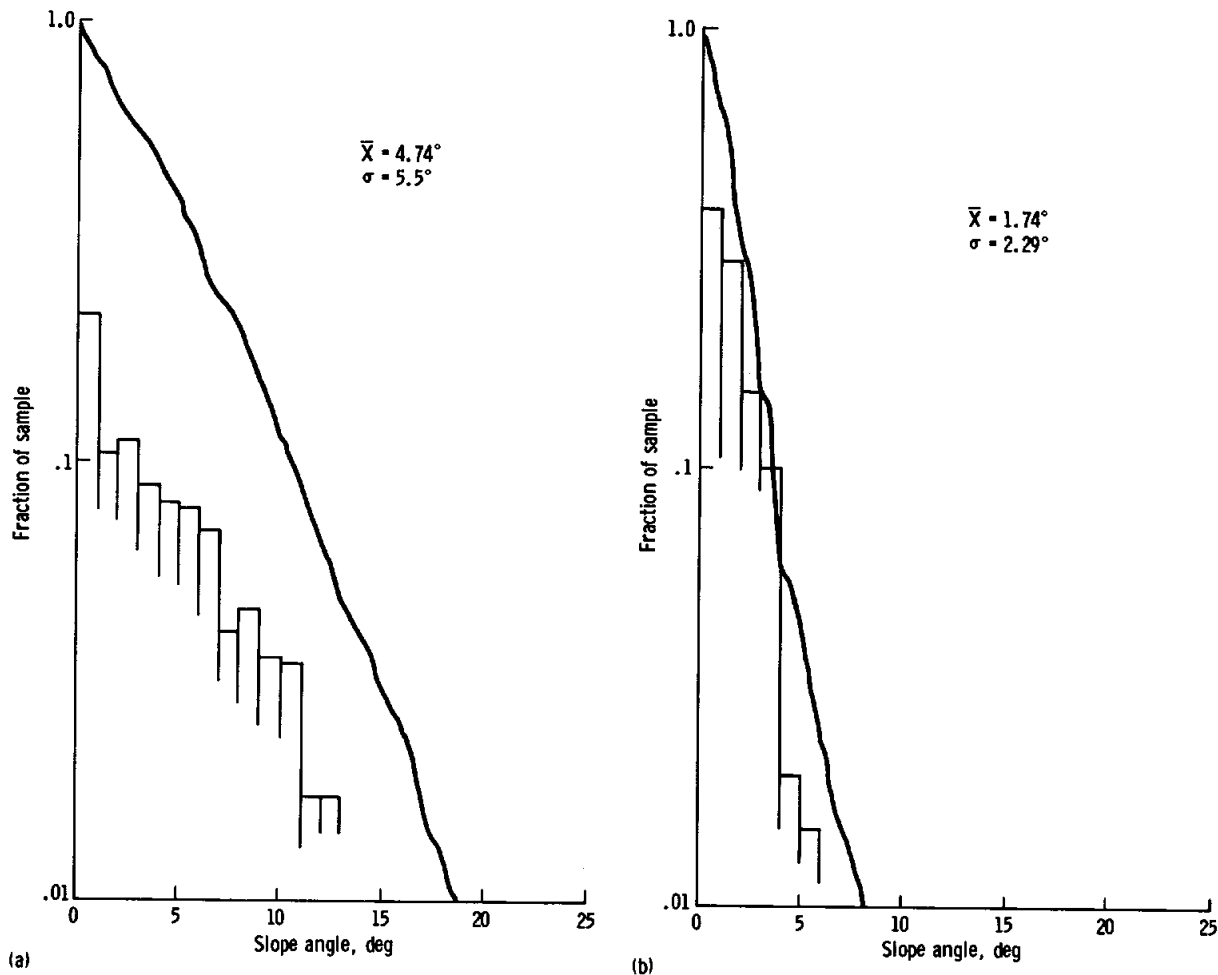 1.0
.1
.01
Fraction of sample
X̅ = 4.74°
σ = 5.5°
0 5 10 15 20 25
Slope angle, deg
(a)
1.0
.1
.01
Fraction of sample
X̅ = 1.74°
σ = 2.29°
0 5 10 15 20 25
Slope angle, deg
(b)